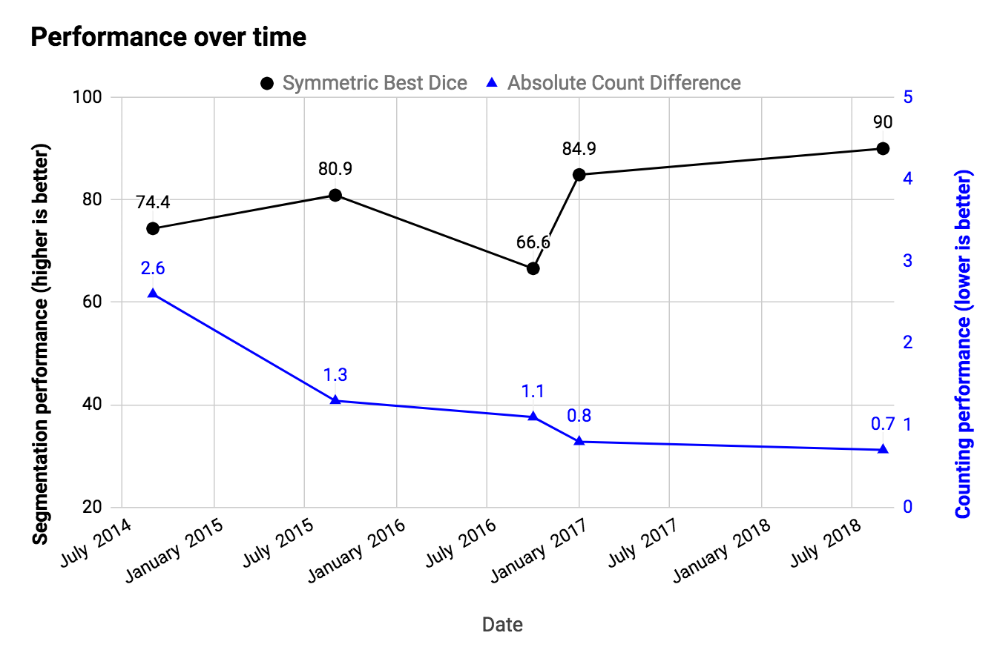 Performance over time
Symmetric Best Dice
Absolute Count Difference
Segmentation performance (higher is better)
100
80
60
40
20
74.4
80.9
66.6
84.9
90
2.6
1.3
1.1
0.8
0.7
5
4
3
2
1
0
Counting performance (lower is better)
July 2014
January 2015
July 2015
January 2016
July 2016
January 2017
July 2017
January 2018
July 2018
Date